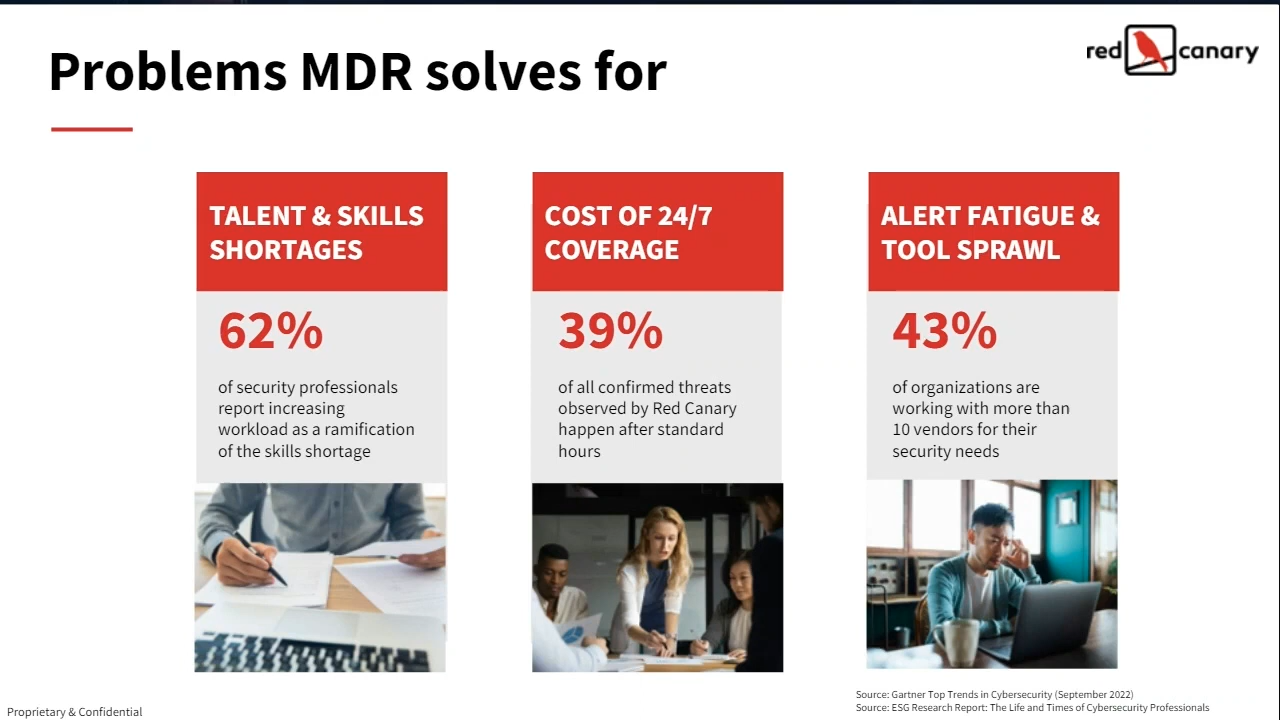 Problems MDR solves for
red canary
TALENT & SKILLS
SHORTAGES
62%
of security professionals
report increasing
workload as a ramification
of the skills shortage
COST OF 24/7
COVERAGE
39%
of all confirmed threats
observed by Red Canary
happen after standard
hours
ALERT FATIGUE &
TOOL SPRAWL
43%
of organizations are
working with more than
10 vendors for their
security needs
Source: Gartner Top Trends in Cybersecurity (September 2022)
Source: ESG Research Report: The Life and Times of Cybersecurity Professionals
Proprietary & Confidential